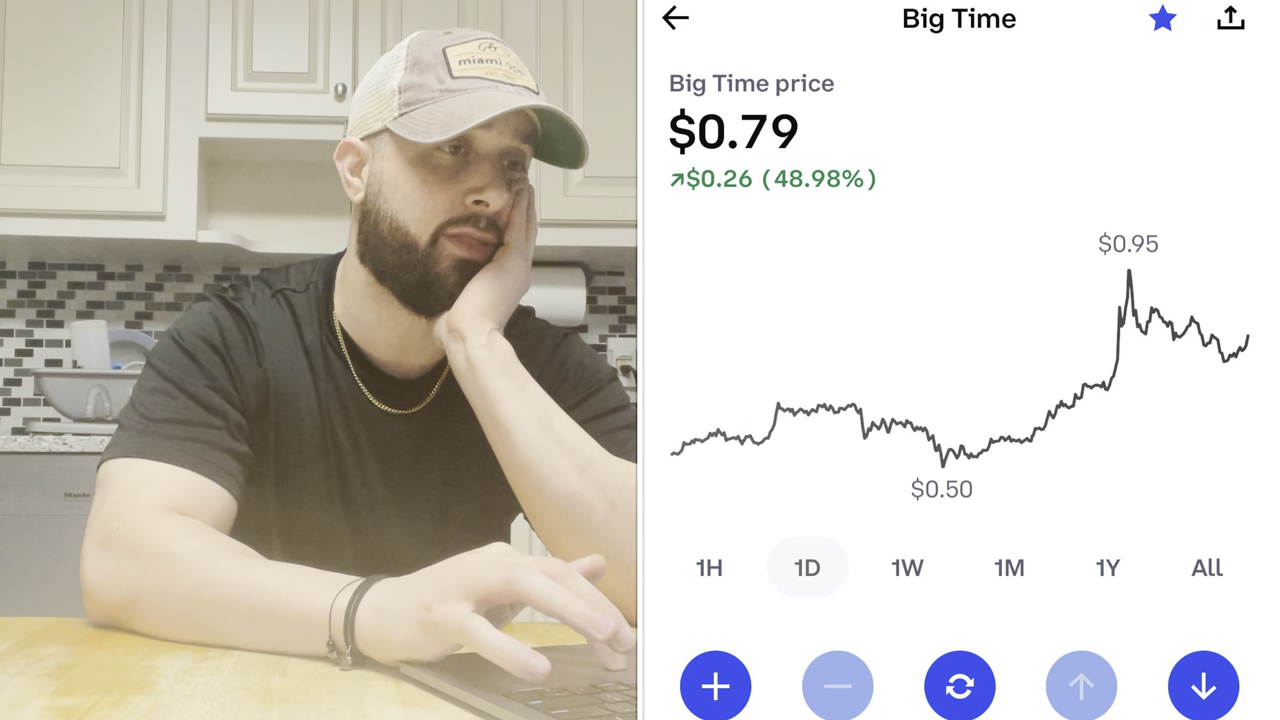 miami
Miele
Big Time
Big Time price
$0.79
↗$0.26 (48.98%)
$0.95
$0.50
1H 1D 1W 1M 1Y All